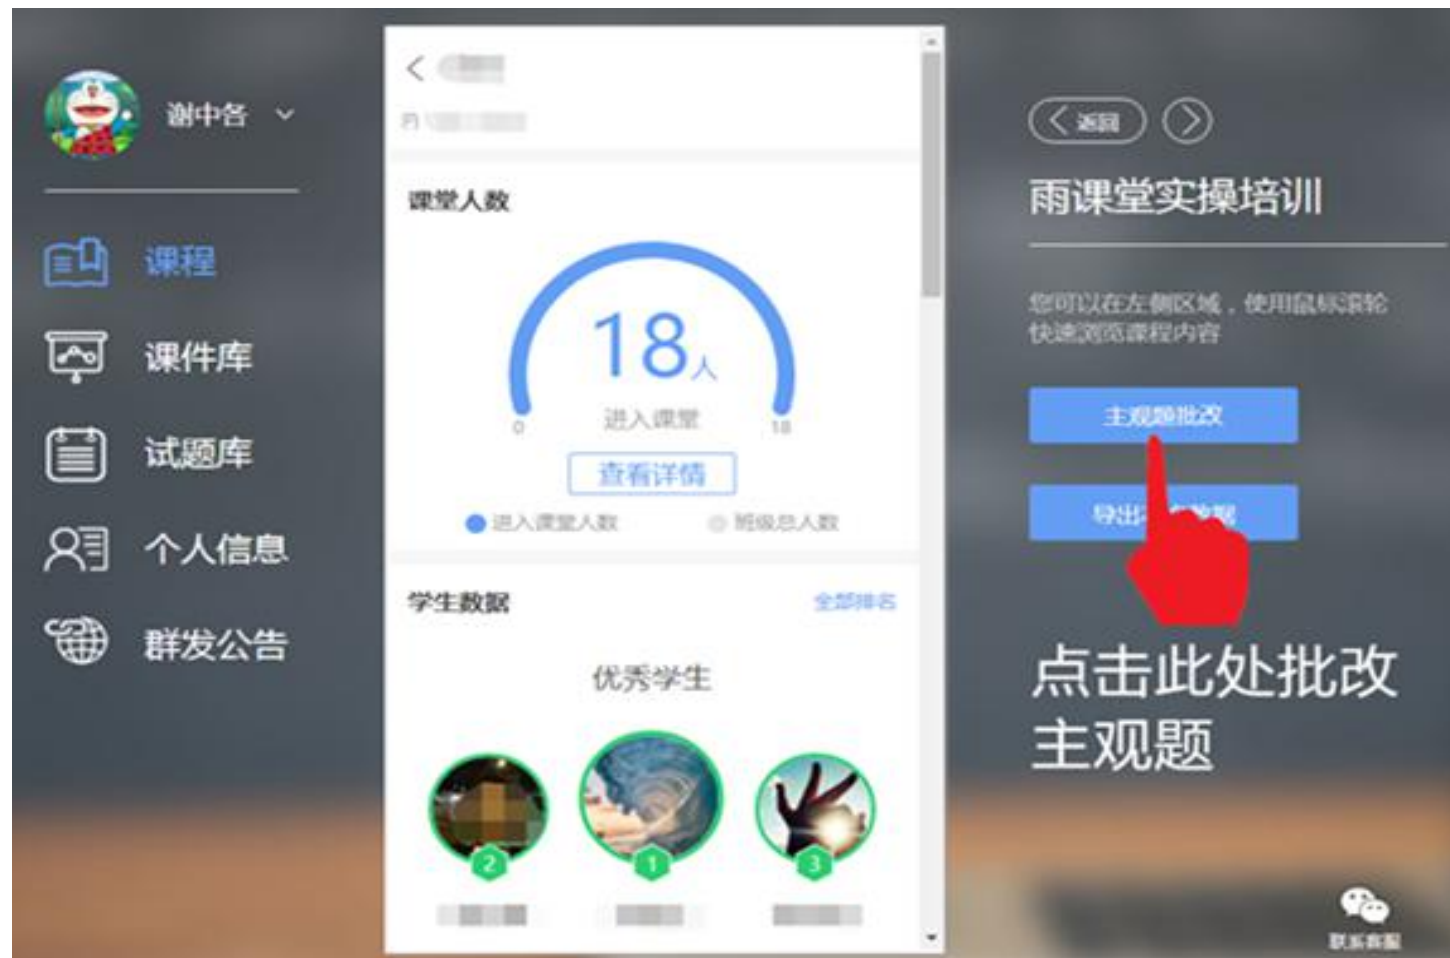 谢中各
课程
课件库
试题库
个人信息
群发公告
课堂人数
18人
进入课堂
0
18
查看详情
进入课堂人数
班级总人数
学生数据
全部排名
优秀学生
2
1
3
返回
雨课堂实操培训
您可以在左侧区域，使用鼠标滚轮
快速浏览课程内容
主观题批改
导出
数据
点击此处批改
主观题
联系客服